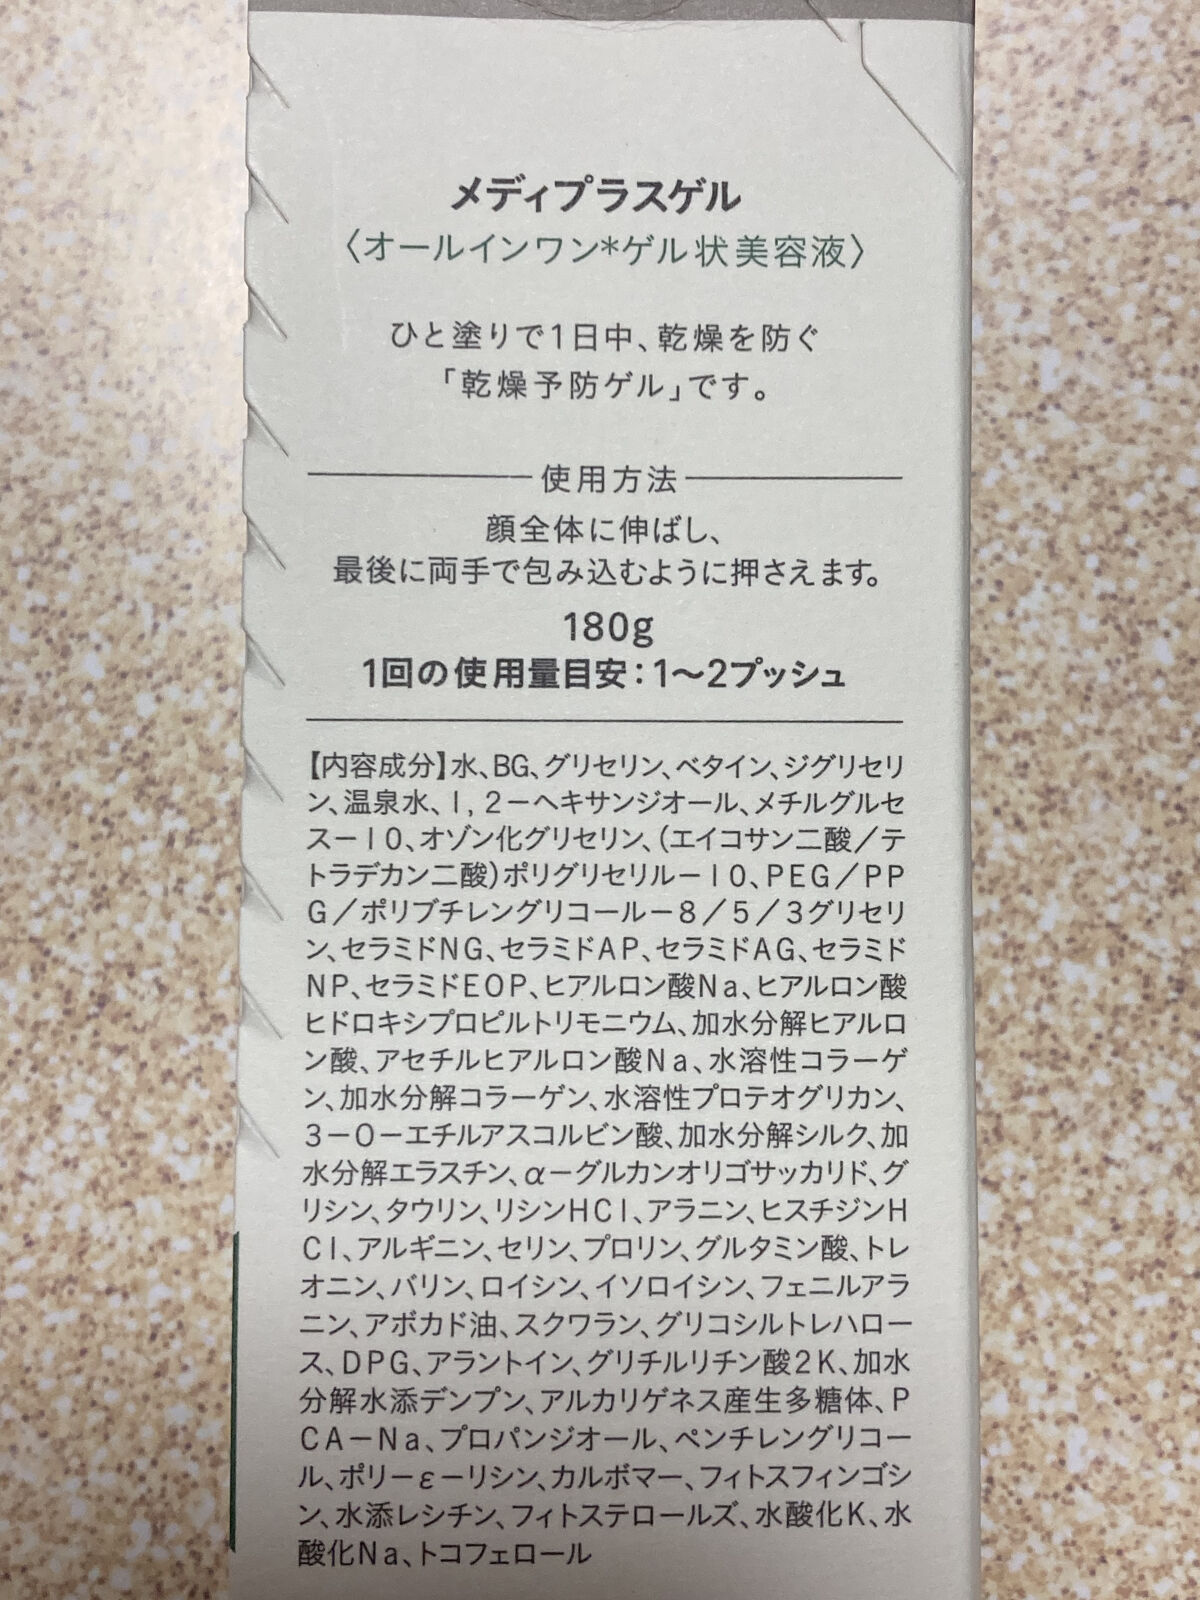 メディプラスゲル
〈オールインワン*ゲル状美容液〉
ひと塗りで1日中、乾燥を防ぐ
「乾燥予防ゲル」です。
使用方法
顔全体に伸ばし、
最後に両手で包み込むように押さえます。
180g
1回の使用量目安：1〜2プッシュ
【内容成分】水、BG、グリセリン、ベタイン、ジグリセリ
ン、温泉水、1,2－ヘキサンジオール、メチルグルセ
ス－10、オゾン化グリセリン、(エイコサン二酸／テ
トラデカン二酸)ポリグリセリル－10、PEG／PP
G／ポリブチレングリコール－8／5／3グリセリ
ン、セラミドNG、セラミドAP、セラミドAG、セラミド
NP、セラミドEOP、ヒアルロン酸Na、ヒアルロン酸
ヒドロキシプロピルトリモニウム、加水分解ヒアルロ
ン酸、アセチルヒアルロン酸Na、水溶性コラーゲ
ン、加水分解コラーゲン、水溶性プロテオグリカン、
3－O－エチルアスコルビン酸、加水分解シルク、加
水分解エラスチン、α－グルカンオリゴサッカリド、グ
リシン、タウリン、リシンHCl、アラニン、ヒスチジンH
Cl、アルギニン、セリン、プロリン、グルタミン酸、トレ
オニン、バリン、ロイシン、イソロイシン、フェニルアラ
ニン、アボカド油、スクワラン、グリコシルトレハロー
ス、DPG、アラントイン、グリチルリチン酸2K、加水
分解水添デンプン、アルカリゲネス産生多糖体、P
CA－Na、プロパンジオール、ペンチレングリコー
ル、ポリ－ε－リシン、カルボマー、フィトスフィンゴシ
ン、水添レシチン、フィトステロールズ、水酸化K、水
酸化Na、トコフェロール